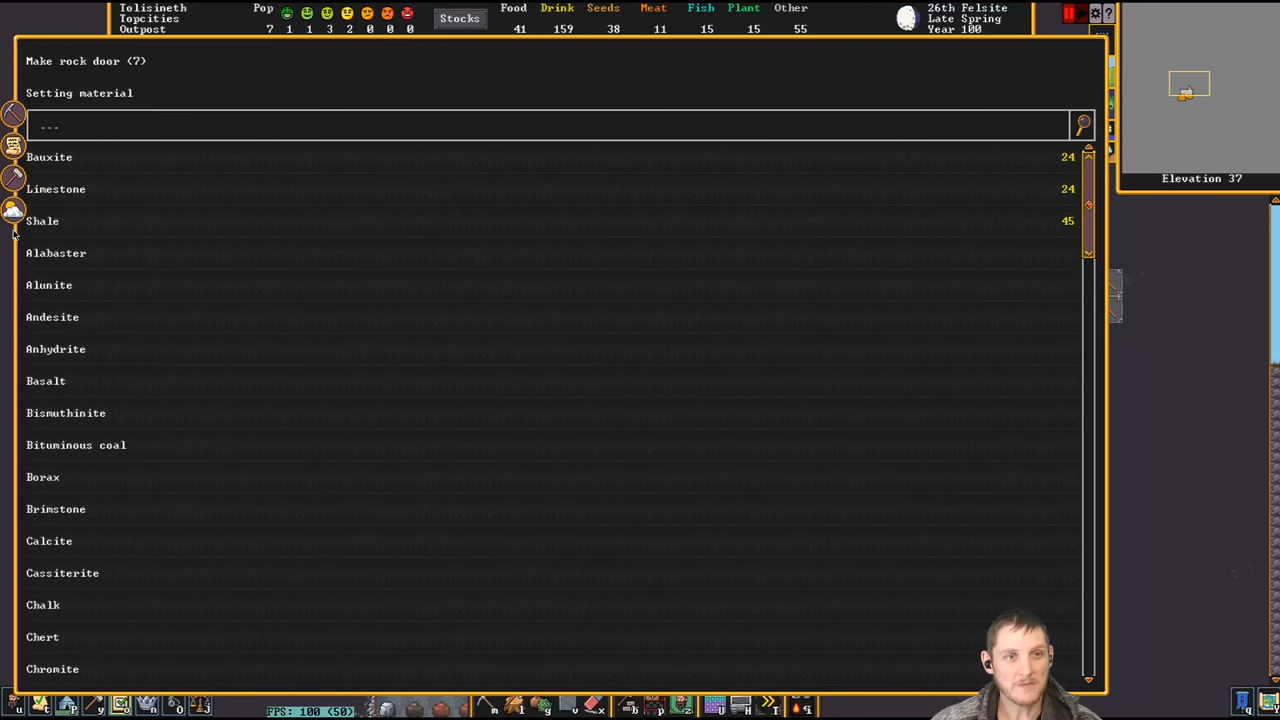 Tolisineth
Topcities
Outpost
Pop
7 1 1 3 2 0 0 0
Stocks
Food Drink Seeds Meat Fish Plant Other
41 159 38 11 15 15 55
26th Felsite
Late Spring
Year 100
?
Make rock door (7)
Setting material
...
Bauxite 24
Limestone 24
Shale 45
Alabaster
Alunite
Andesite
Anhydrite
Basalt
Bismuthinite
Bituminous coal
Borax
Brimstone
Calcite
Cassiterite
Chalk
Chert
Chromite
Elevation 37
u t P y o n O l
FPS: 100 (50)
m l g v x b p z U H T i